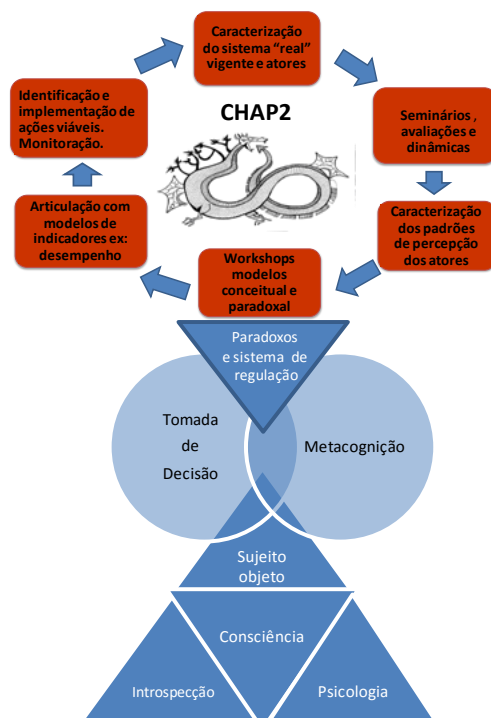 Caracterização
do sistema "real"
vigente e atores
Identificação e
implementação de
ações viáveis.
Monitoração.
CHAP2
Seminários ,
avaliações e
dinâmicas
Articulação com
modelos de
indicadores ex:
desempenho
Caracterização
dos padrões de
percepção dos
atores
Workshops
modelos
conceitual e
paradoxal
Paradoxos
e sistema de
regulação
Tomada
de
Decisão
Metacognição
Sujeito
objeto
Consciência
Introspecção
Psicologia